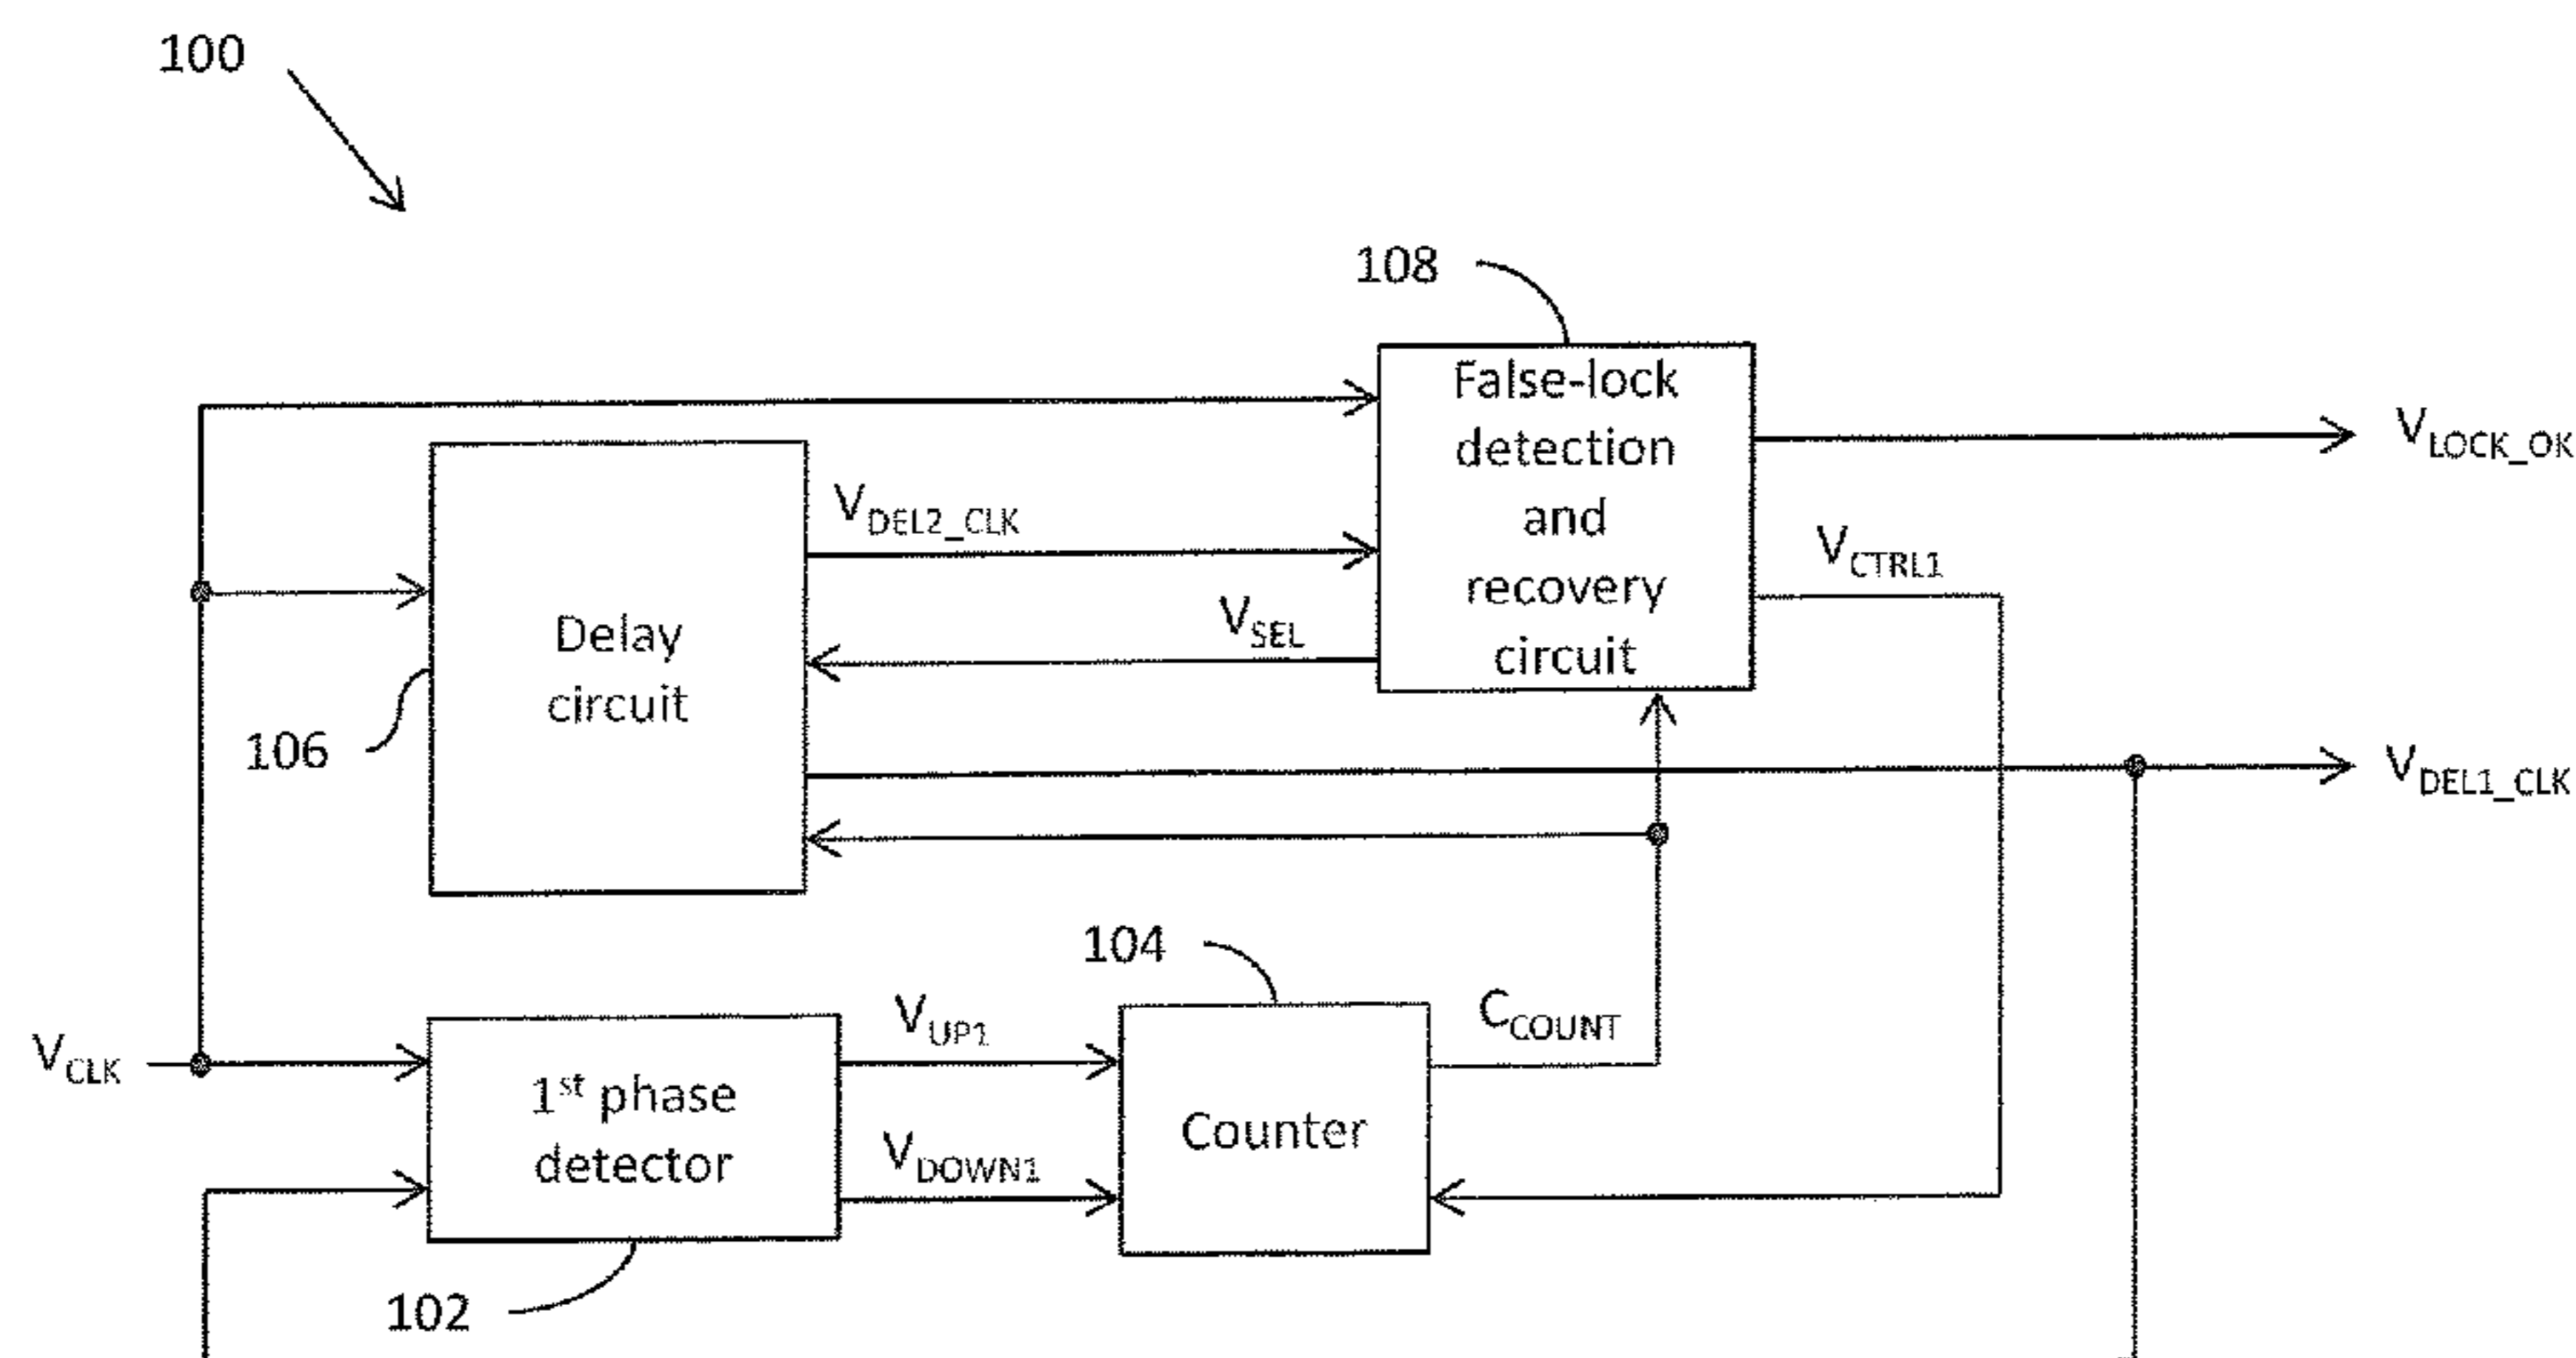 100
108
False-lock
detection
and
recovery
circuit
V_LOCK_OK
V_DEL2_CLK
V_CTRL1
V_SEL
Delay
circuit
106
V_DEL1_CLK
104
V_UP1
C_COUNT
V_CLK
1st phase
detector
Counter
V_DOWN1
102